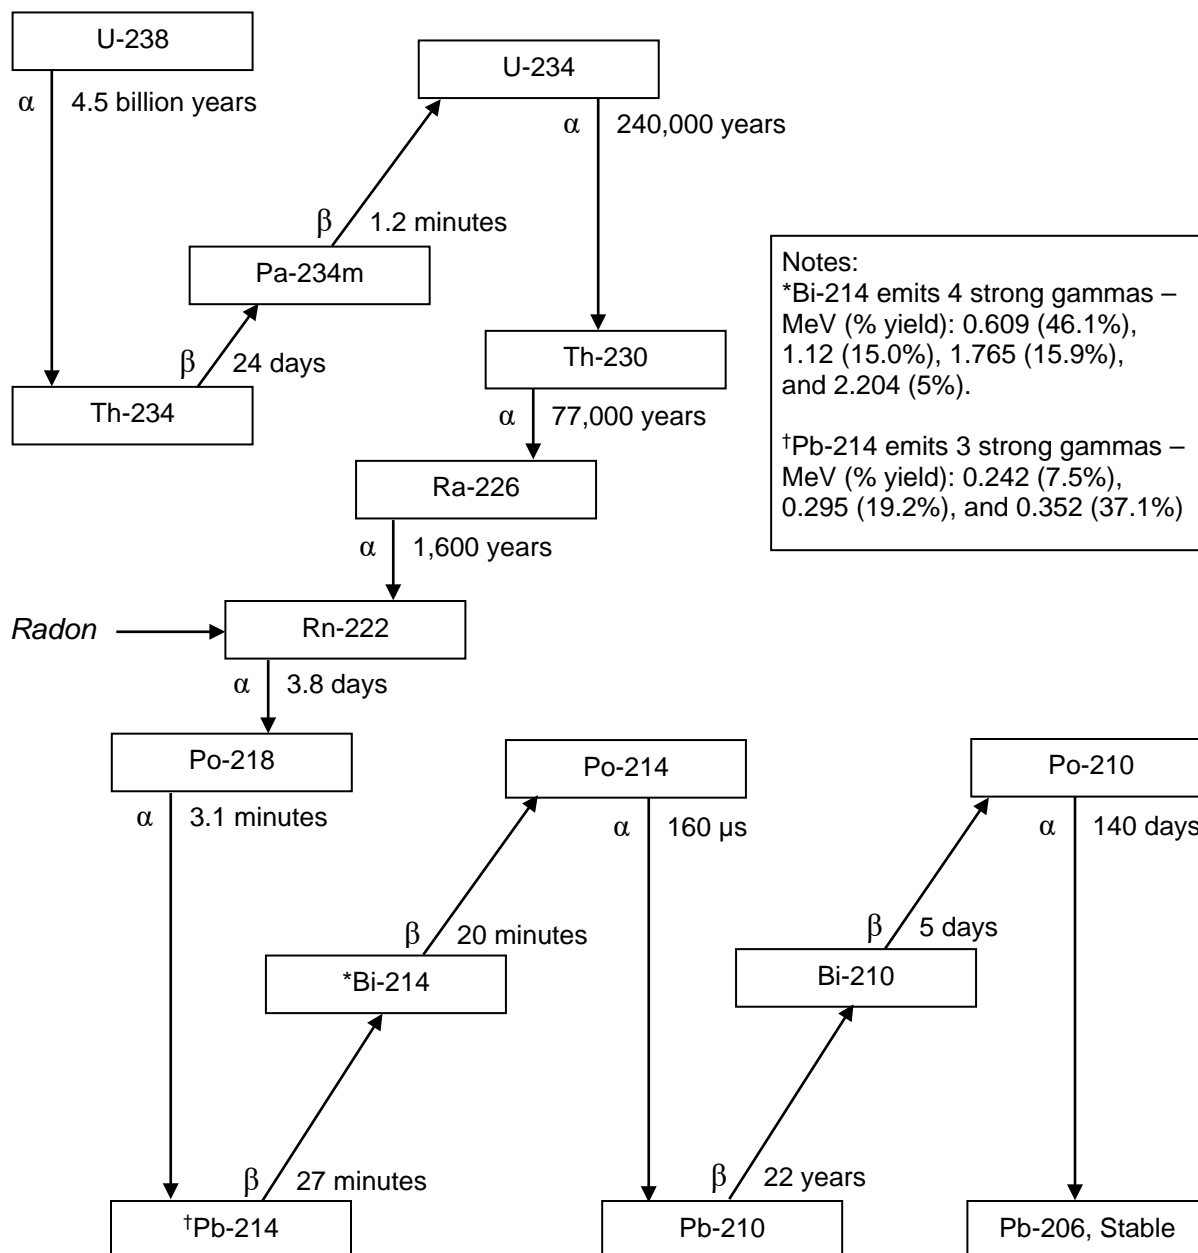 U-238
U-234
α 4.5 billion years
α 240,000 years
β 1.2 minutes
Pa-234m
Notes:
*Bi-214 emits 4 strong gammas –
MeV (% yield): 0.609 (46.1%),
1.12 (15.0%), 1.765 (15.9%),
and 2.204 (5%).
†Pb-214 emits 3 strong gammas –
MeV (% yield): 0.242 (7.5%),
0.295 (19.2%), and 0.352 (37.1%)
β 24 days
Th-230
Th-234
α 77,000 years
Ra-226
α 1,600 years
Radon
Rn-222
α 3.8 days
Po-218
Po-214
Po-210
α 3.1 minutes
α 160 µs
α 140 days
β 20 minutes
β 5 days
*Bi-214
Bi-210
β 27 minutes
β 22 years
†Pb-214
Pb-210
Pb-206, Stable